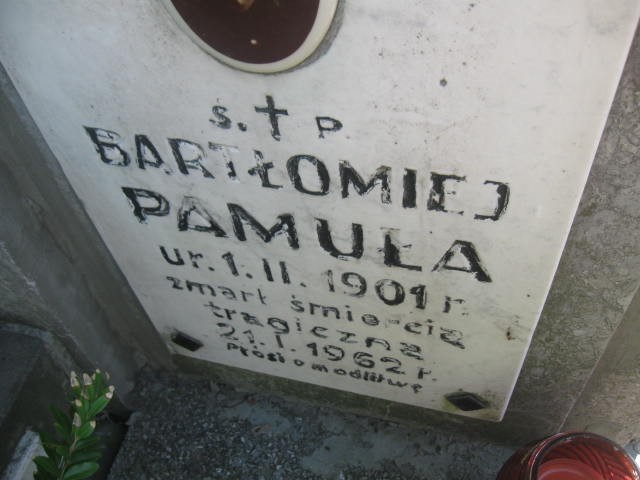 ś. † p
BARTŁOMIEJ
PAMUŁA
ur. 1. II. 1901 r.
zmarł śmiercią
tragiczną
21. I 1962 r.
Prosi o modlitwę